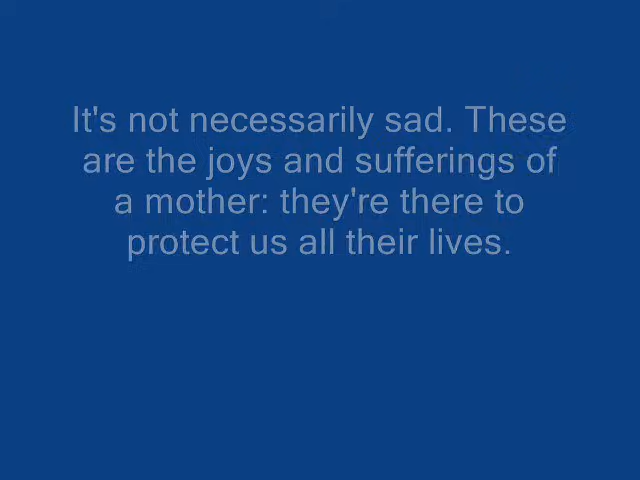 It's not necessarily sad. These
are the joys and sufferings of
a mother: they're there to
protect us all their lives.